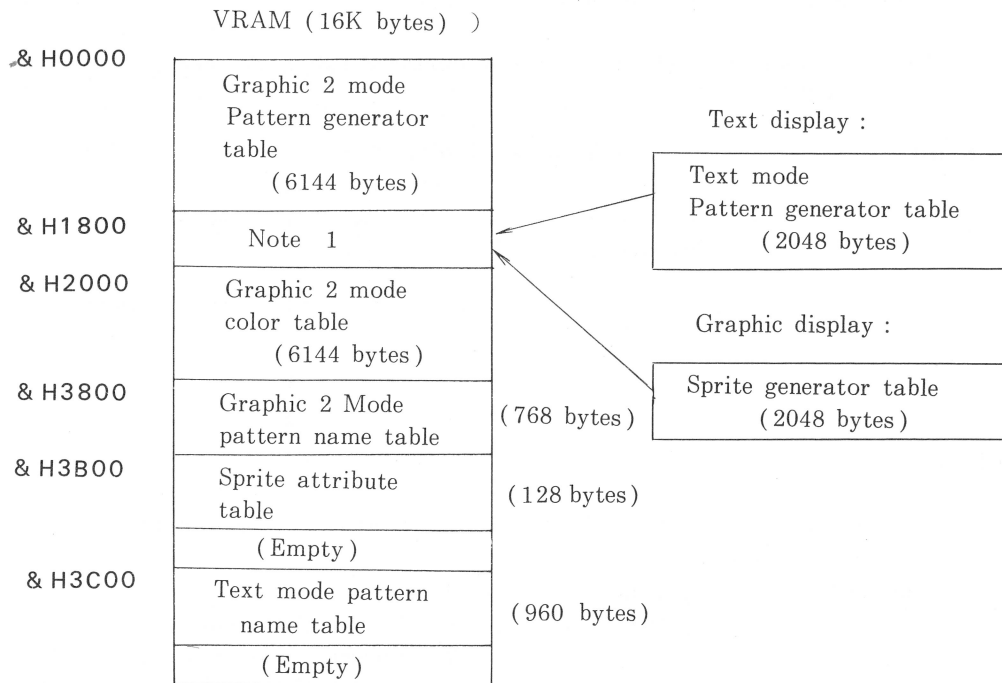 VRAM (16K bytes) )
&H0000
Graphic 2 mode
Pattern generator
table
(6144 bytes)
&H1800
Note 1
&H2000
Graphic 2 mode
color table
(6144 bytes)
&H3800
Graphic 2 Mode
pattern name table
(768 bytes)
&H3B00
Sprite attribute
table
(128 bytes)
(Empty)
&H3C00
Text mode pattern
name table
(960 bytes)
(Empty)
Text display :
Text mode
Pattern generator table
(2048 bytes)
Graphic display :
Sprite generator table
(2048 bytes)